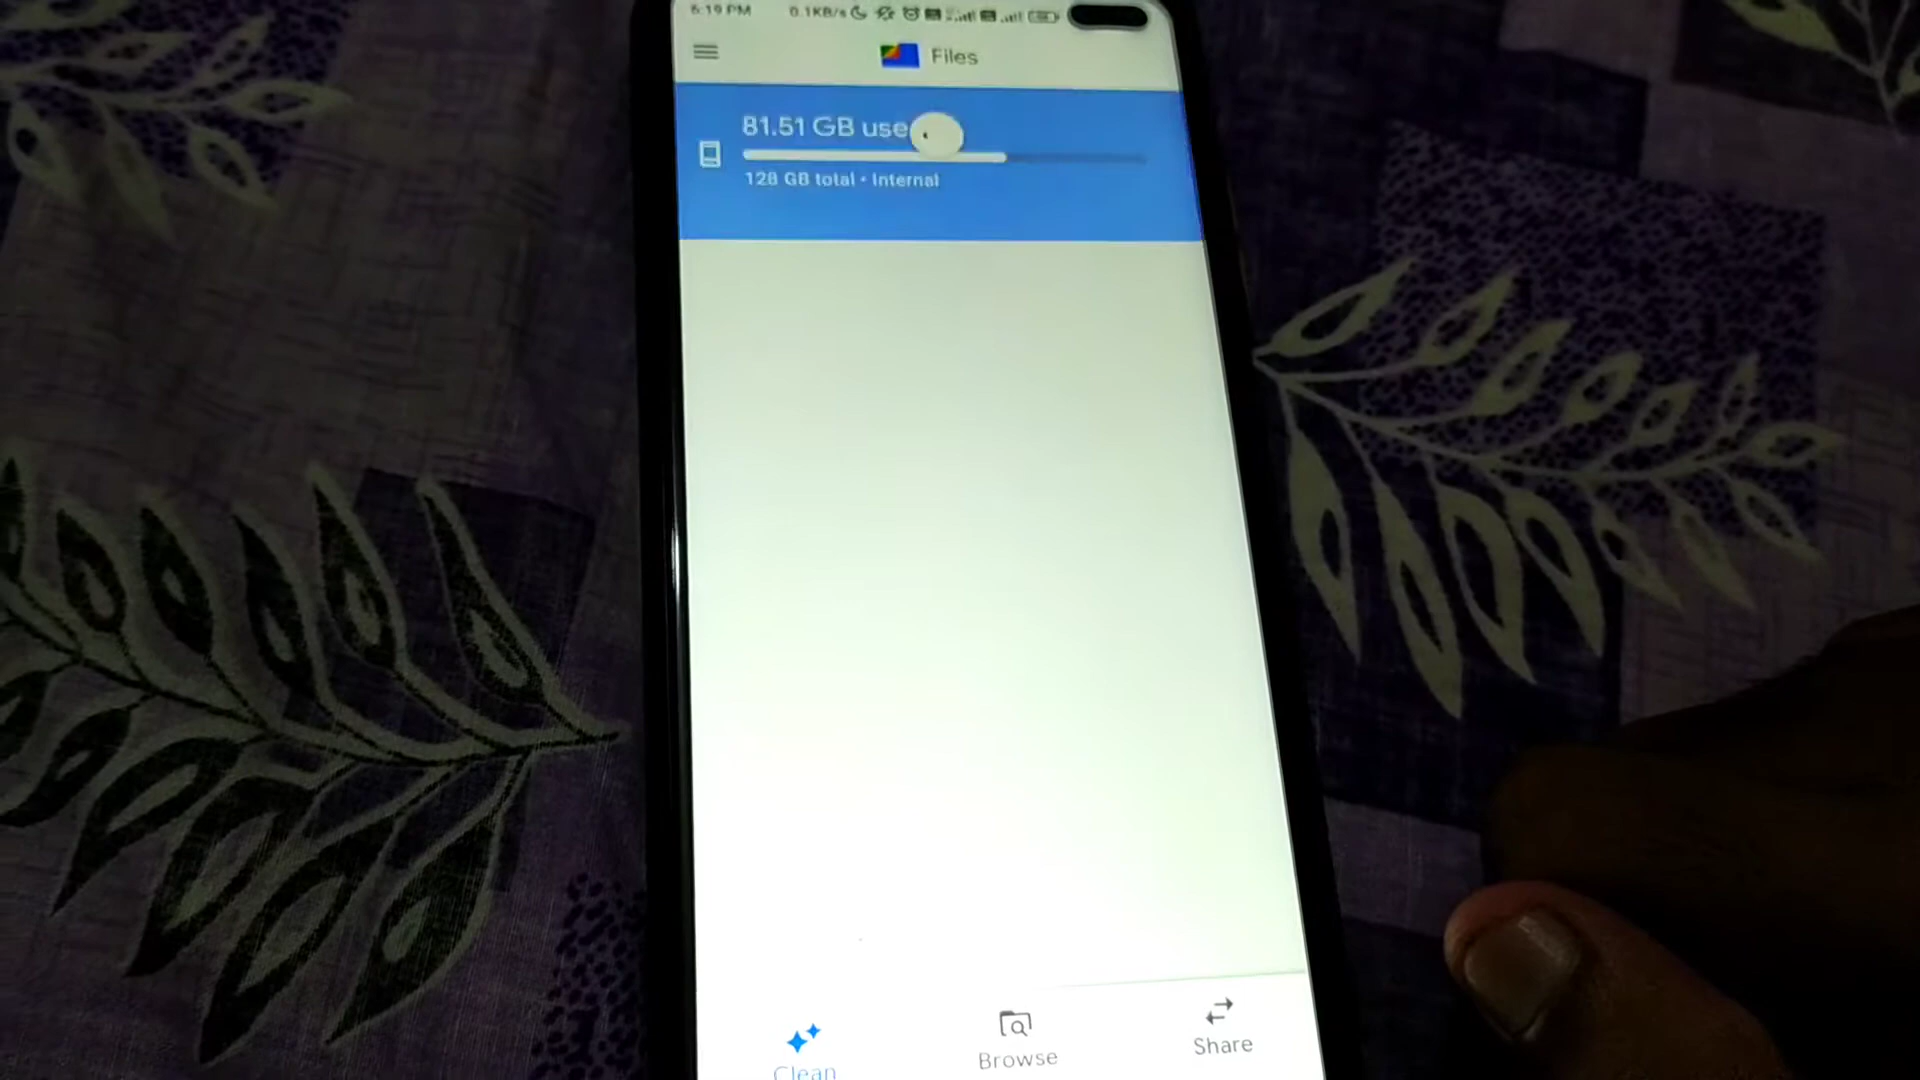 6:19 PM 0.1KB/s
Files
81.51 GB use
128 GB total • Internal
Clean
Browse
Share